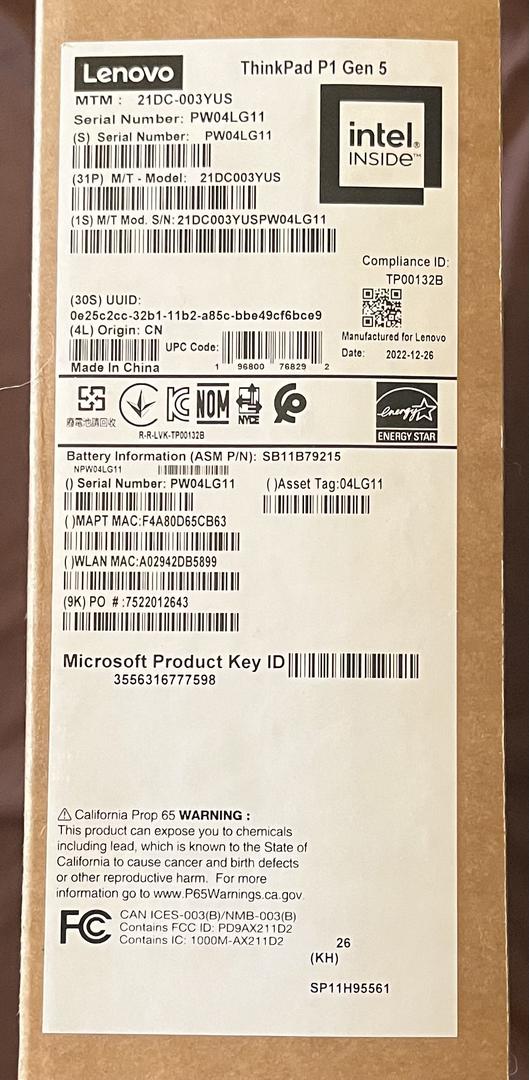 Lenovo
ThinkPad P1 Gen 5
MTM : 21DC-003YUS
Serial Number: PW04LG11
(S) Serial Number: PW04LG11
intel®
INSIDE™
(31P) M/T - Model: 21DC003YUS
(1S) M/T Mod. S/N:21DC003YUSPW04LG11
Compliance ID:
TP00132B
(30S) UUID:
0e25c2cc-32b1-11b2-a85c-bbe49cf6bce9
(4L) Origin: CN
UPC Code:
1 96800 76829 2
Made In China
Manufactured for Lenovo
Date: 2022-12-26
廢電池請回收
R-R-LVK-TP00132B
NOM
NYCE
energy
ENERGY STAR
Battery Information (ASM P/N): SB11B79215
NPW04LG11
() Serial Number: PW04LG11
( )Asset Tag:04LG11
( )MAPT MAC:F4A80D65CB63
( )WLAN MAC:A02942DB5899
(9K) PO # :7522012643
Microsoft Product Key ID
3556316777598
⚠ California Prop 65 WARNING :
This product can expose you to chemicals
including lead, which is known to the State of
California to cause cancer and birth defects
or other reproductive harm. For more
information go to www.P65Warnings.ca.gov.
FC
CAN ICES-003(B)/NMB-003(B)
Contains FCC ID: PD9AX211D2
Contains IC: 1000M-AX211D2
26
(KH)
SP11H95561